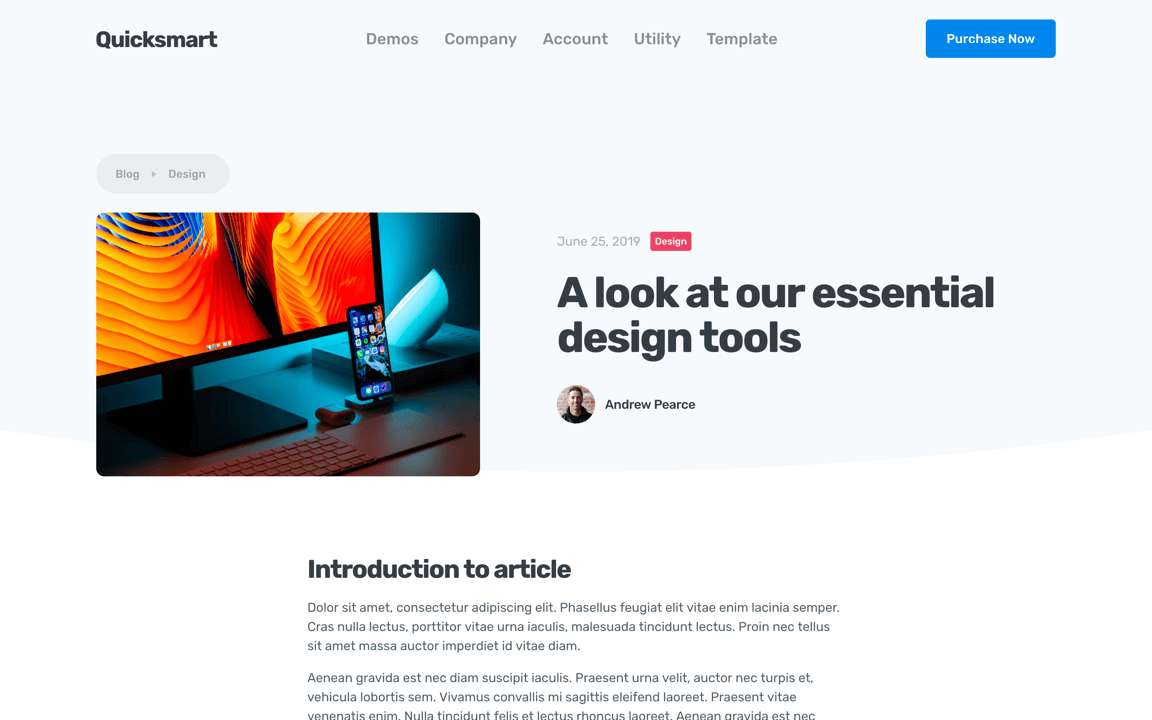 Quicksmart
Demos Company Account Utility Template
Purchase Now
Blog Design
June 25, 2019 Design
A look at our essential
design tools
Andrew Pearce
Introduction to article
Dolor sit amet, consectetur adipiscing elit. Phasellus feugiat elit vitae enim lacinia semper.
Cras nulla lectus, porttitor vitae urna iaculis, malesuada tincidunt lectus. Proin nec tellus
sit amet massa auctor imperdiet id vitae diam.
Aenean gravida est nec diam suscipit iaculis. Praesent urna velit, auctor nec turpis et,
vehicula lobortis sem. Vivamus convallis mi sagittis eleifend laoreet. Praesent vitae
venenatis enim. Nulla tincidunt felis et lectus rhoncus laoreet. Aenean gravida est nec